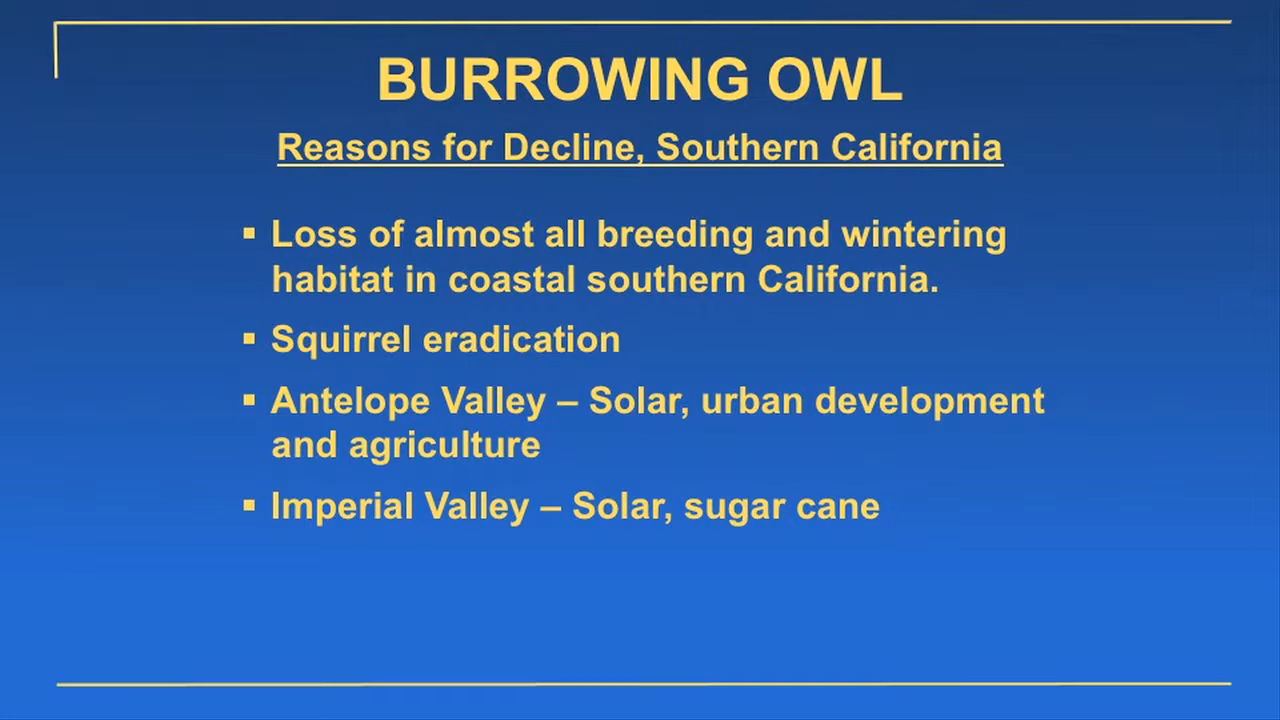 BURROWING OWL
Reasons for Decline, Southern California
▪ Loss of almost all breeding and wintering
habitat in coastal southern California.
▪ Squirrel eradication
▪ Antelope Valley – Solar, urban development
and agriculture
▪ Imperial Valley – Solar, sugar cane